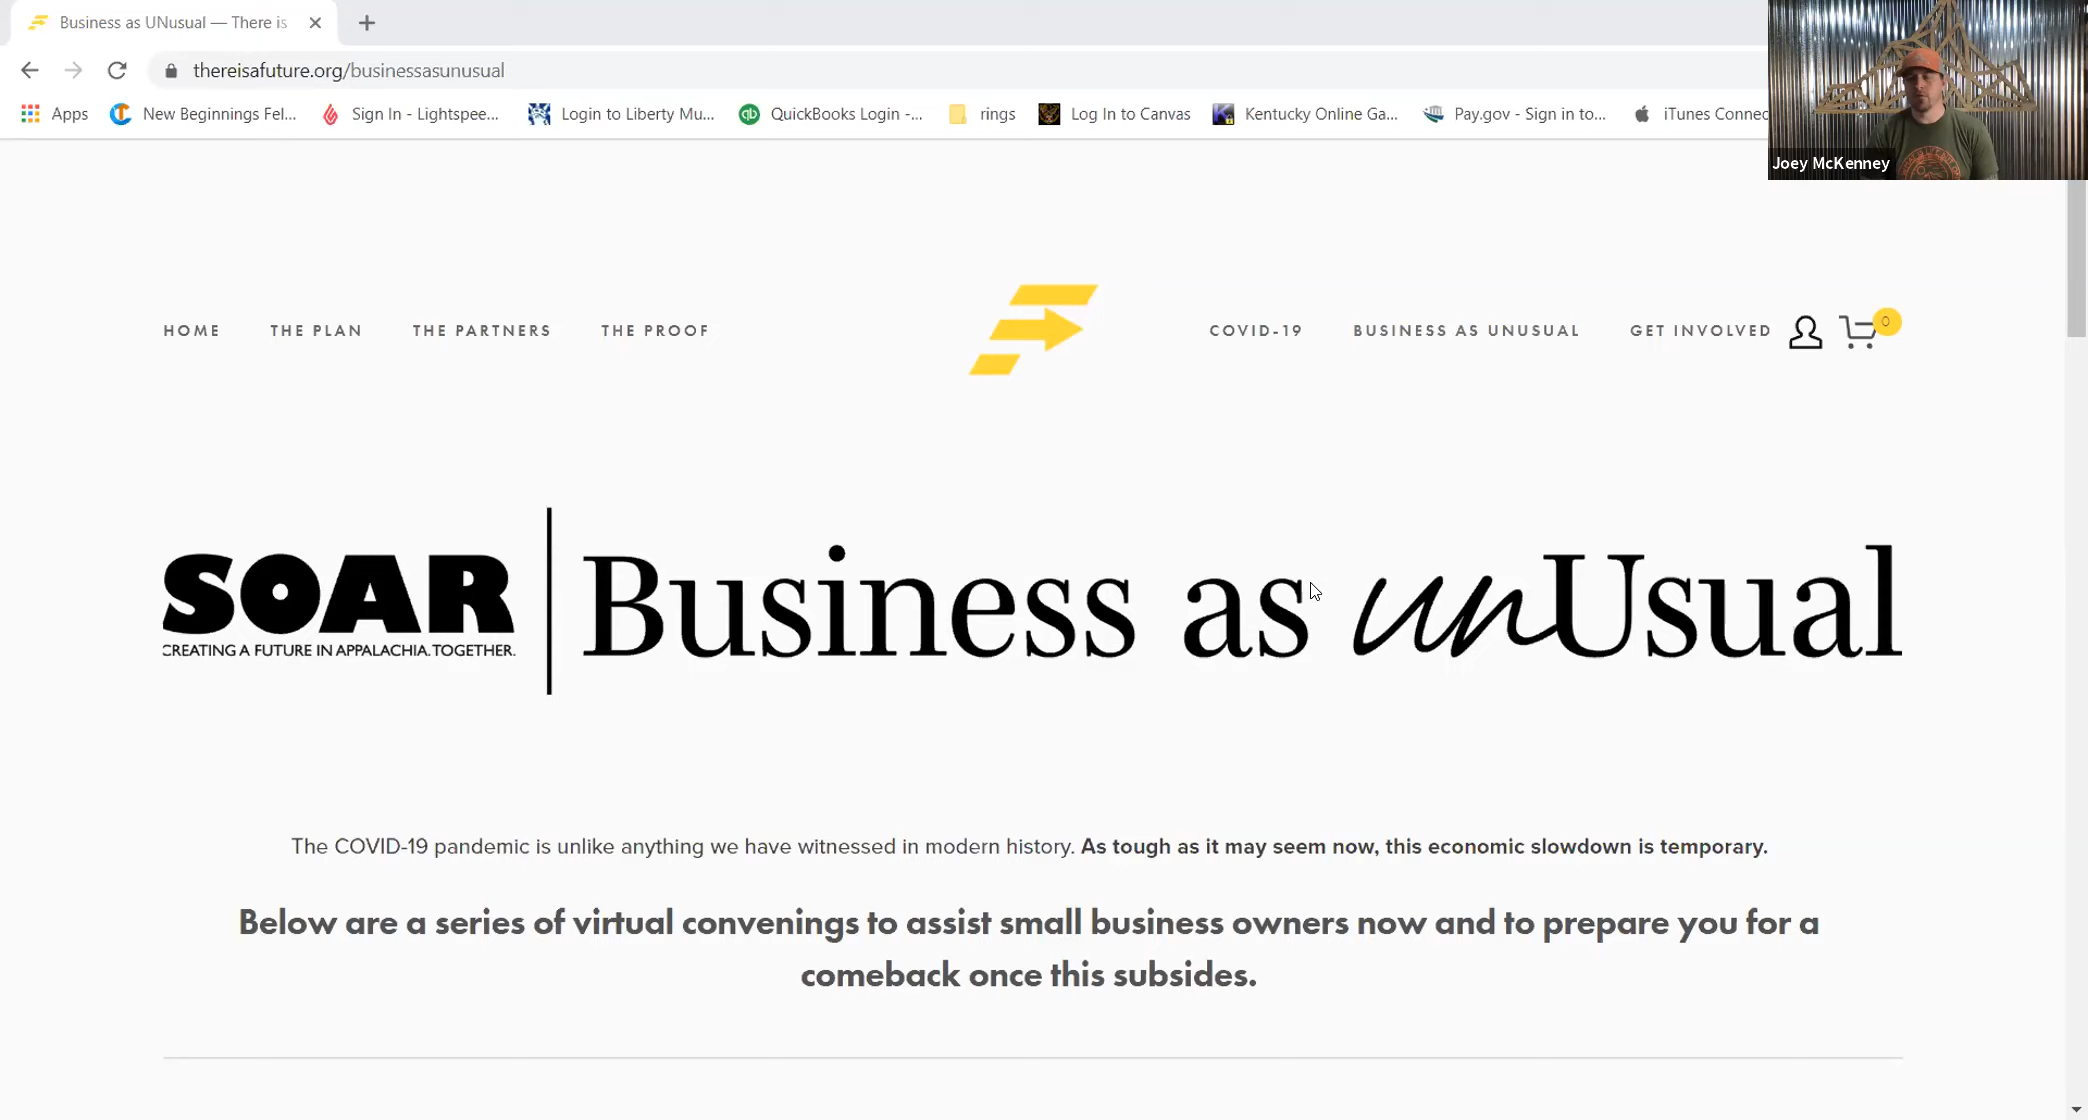 Business as UNusual — There is
thereisafuture.org/businessasunusual
Apps New Beginnings Fel... Sign In - Lightspee... Login to Liberty Mu... QuickBooks Login -... rings Log In to Canvas Kentucky Online Ga... Pay.gov - Sign in to... iTunes Connec
Joey McKenney
HOME THE PLAN THE PARTNERS THE PROOF COVID-19 BUSINESS AS UNUSUAL GET INVOLVED 0
SOAR
CREATING A FUTURE IN APPALACHIA. TOGETHER.
Business as unUsual
The COVID-19 pandemic is unlike anything we have witnessed in modern history. As tough as it may seem now, this economic slowdown is temporary.
Below are a series of virtual convenings to assist small business owners now and to prepare you for a
comeback once this subsides.